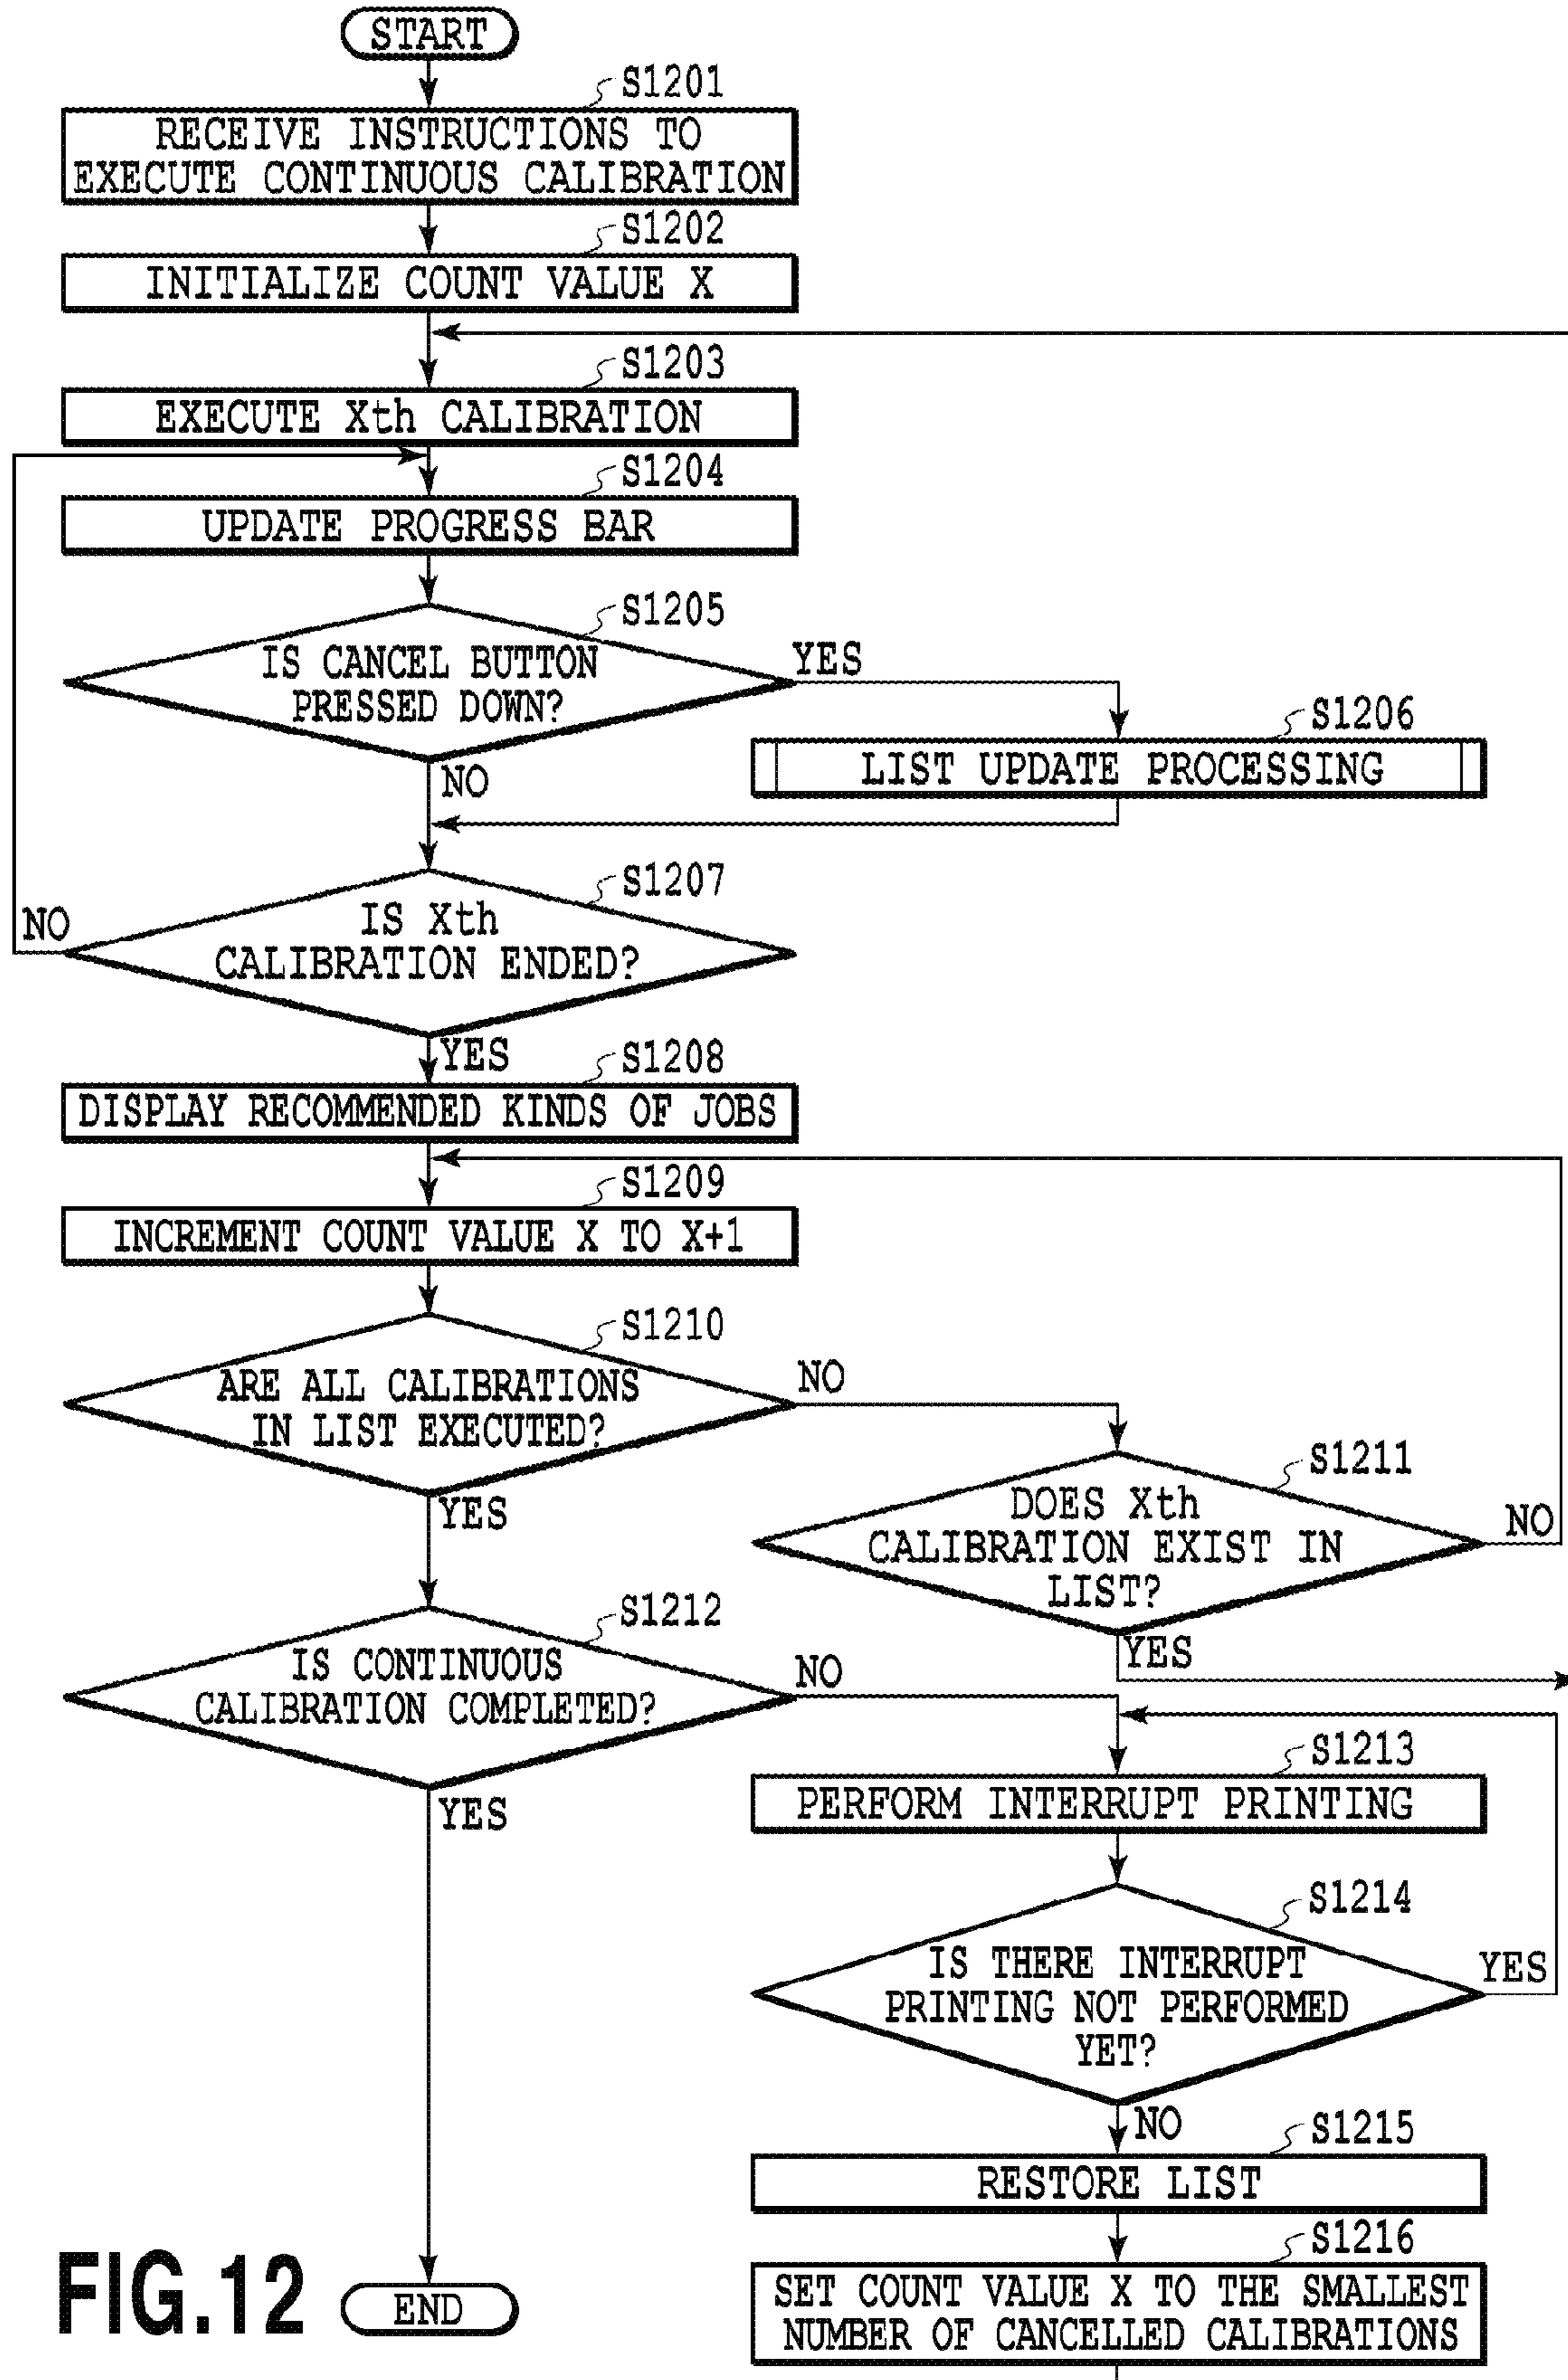 START
S1201
RECEIVE INSTRUCTIONS TO
EXECUTE CONTINUOUS CALIBRATION
S1202
INITIALIZE COUNT VALUE X
S1203
EXECUTE Xth CALIBRATION
S1204
UPDATE PROGRESS BAR
S1205
IS CANCEL BUTTON
PRESSED DOWN?
YES
S1206
LIST UPDATE PROCESSING
NO
S1207
IS Xth
CALIBRATION ENDED?
NO
YES
S1208
DISPLAY RECOMMENDED KINDS OF JOBS
S1209
INCREMENT COUNT VALUE X TO X+1
S1210
ARE ALL CALIBRATIONS
IN LIST EXECUTED?
NO
YES
S1211
DOES Xth
CALIBRATION EXIST IN
LIST?
NO
YES
S1212
IS CONTINUOUS
CALIBRATION COMPLETED?
NO
YES
S1213
PERFORM INTERRUPT PRINTING
S1214
IS THERE INTERRUPT
PRINTING NOT PERFORMED
YET?
YES
NO
S1215
RESTORE LIST
S1216
SET COUNT VALUE X TO THE SMALLEST
NUMBER OF CANCELLED CALIBRATIONS
END
FIG.12